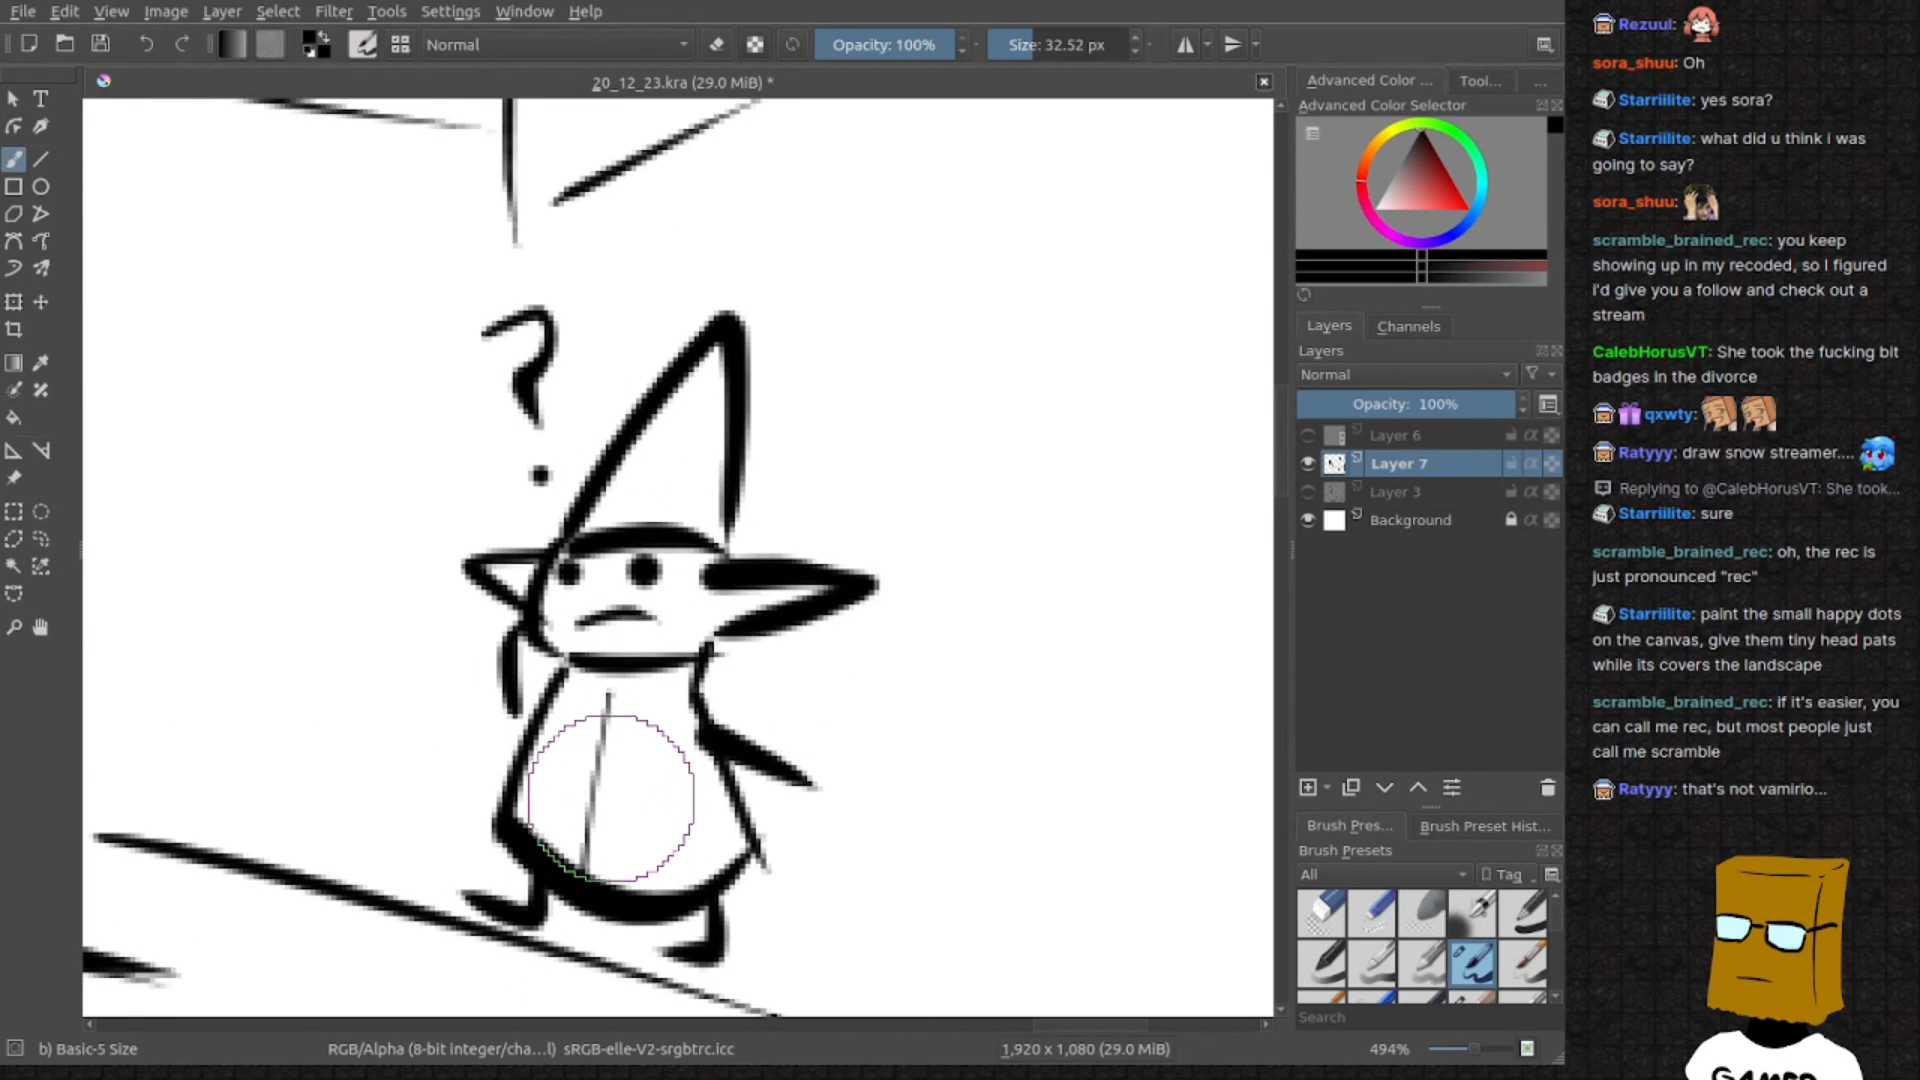 File Edit View Image Layer Select Filter Tools Settings Window Help
Normal
Opacity: 100%
Size: 32.52 px
20_12_23.kra (29.0 MiB) *
Advanced Color ...
Tool...
...
Advanced Color Selector
Layers
Channels
Layers
Normal
Opacity: 100%
Layer 6
Layer 7
Layer 3
Background
Brush Pres...
Brush Preset Hist...
Brush Presets
All
Tag
Search
b) Basic-5 Size
RGB/Alpha (8-bit integer/cha...l) sRGB-elle-V2-srgbtrc.icc
1,920 x 1,080 (29.0 MiB)
494%
?
Rezuul:
sora_shuu: Oh
Starriilite: yes sora?
Starriilite: what did u think i was
going to say?
sora_shuu:
scramble_brained_rec: you keep
showing up in my recoded, so I figured
I'd give you a follow and check out a
stream
CalebHorusVT: She took the fucking bit
badges in the divorce
qxwty:
Ratyyy: draw snow streamer....
Replying to @CalebHorusVT: She took...
Starriilite: sure
scramble_brained_rec: oh, the rec is
just pronounced "rec"
Starriilite: paint the small happy dots
on the canvas, give them tiny head pats
while its covers the landscape
scramble_brained_rec: if it's easier, you
can call me rec, but most people just
call me scramble
Ratyyy: that's not vamirio...
GAMER